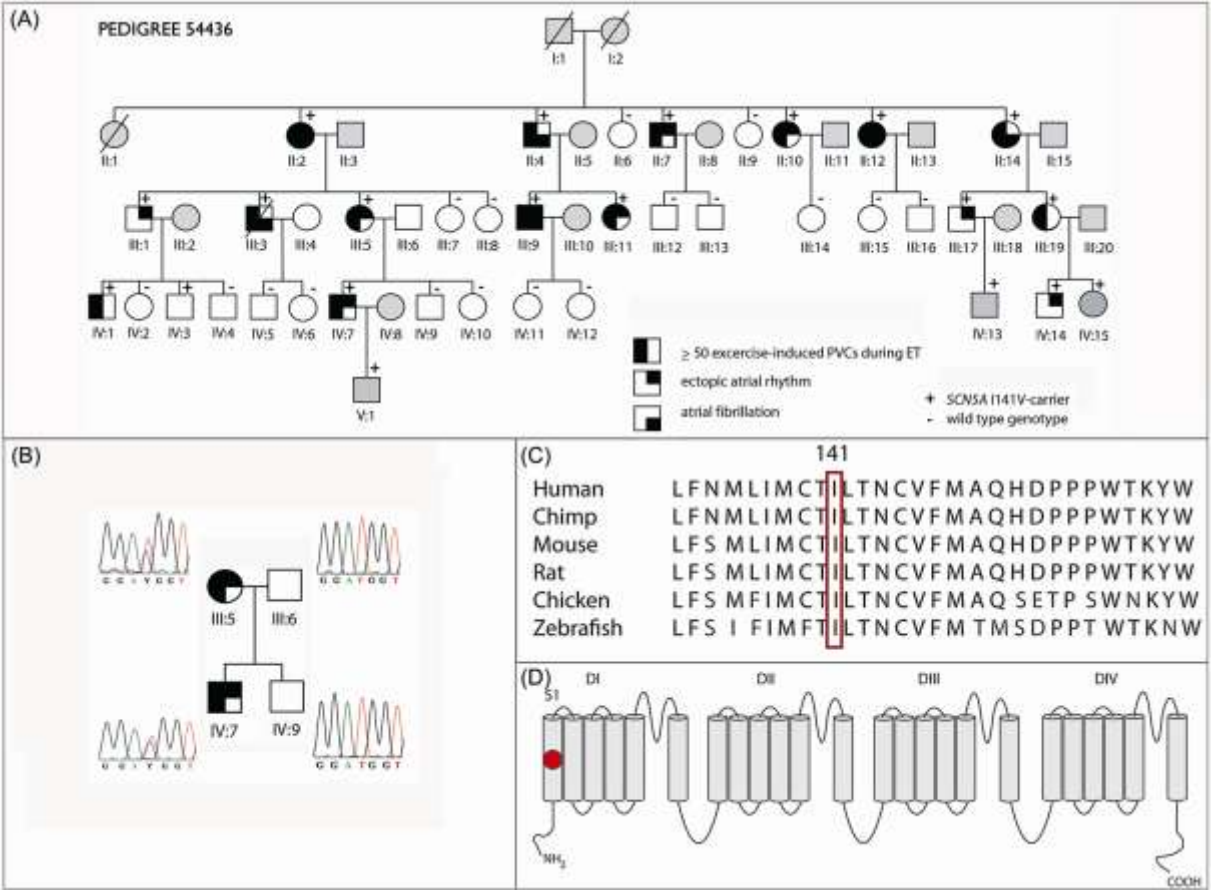 (A)
PEDIGREE 54436
I:1 I:2
II:1 II:2 II:3 II:4 II:5 II:6 II:7 II:8 II:9 II:10 II:11 II:12 II:13 II:14 II:15
+ + - + - + + +
III:1 III:2 III:3 III:4 III:5 III:6 III:7 III:8 III:9 III:10 III:11 III:12 III:13 III:14 III:15 III:16 III:17 III:18 III:19 III:20
+ + + - - + + - - - - - + +
IV:1 IV:2 IV:3 IV:4 IV:5 IV:6 IV:7 IV:8 IV:9 IV:10 IV:11 IV:12 IV:13 IV:14 IV:15
+ - + - - - + - - - - + + +
≥ 50 excercise-induced PVCs during ET
ectopic atrial rhythm
atrial fibrillation
+ SCN5A I141V-carrier
- wild type genotype
+
V:1
(B)
G G A Y G G T
G G A T G G T
III:5 III:6
IV:7 IV:9
G G A Y G G T
G G A T G G T
(C)
141
Human L F N M L I M C T I L T N C V F M A Q H D P P P W T K Y W
Chimp L F N M L I M C T I L T N C V F M A Q H D P P P W T K Y W
Mouse L F S M L I M C T I L T N C V F M A Q H D P P P W T K Y W
Rat L F S M L I M C T I L T N C V F M A Q H D P P P W T K Y W
Chicken L F S M F I M C T I L T N C V F M A Q S E T P S W N K Y W
Zebrafish L F S I F I M F T I L T N C V F M T M S D P P T W T K N W
(D)
DI DII DIII DIV
S1
NH2
COOH